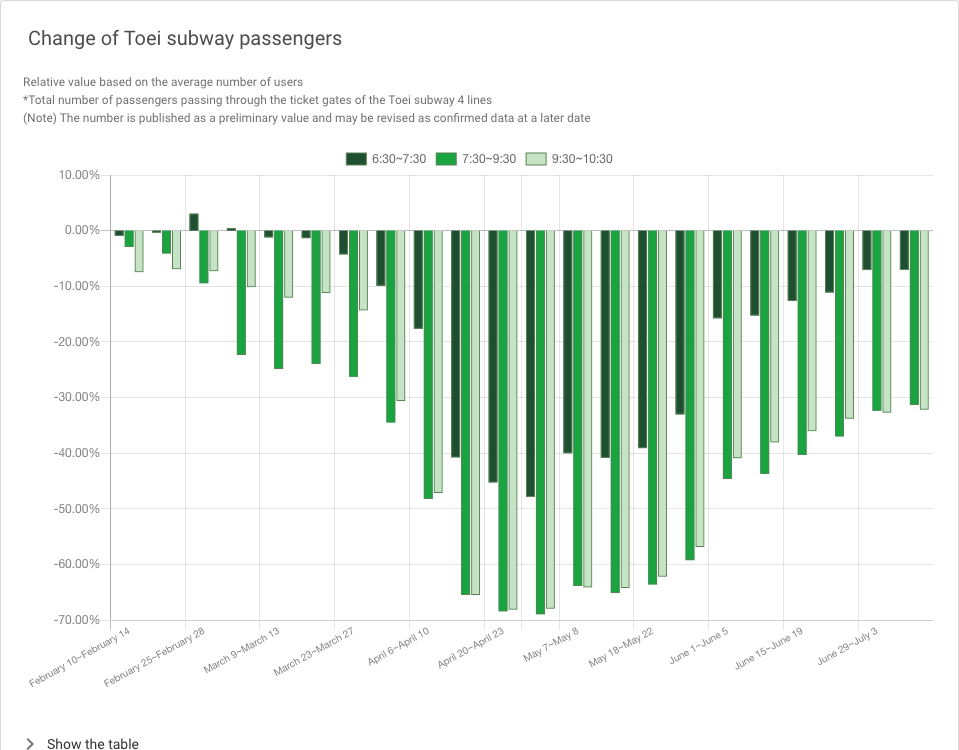 Change of Toei subway passengers
Relative value based on the average number of users
*Total number of passengers passing through the ticket gates of the Toei subway 4 lines
(Note) The number is published as a preliminary value and may be revised as confirmed data at a later date
6:30~7:30 7:30~9:30 9:30~10:30
10.00%
0.00%
-10.00%
-20.00%
-30.00%
-40.00%
-50.00%
-60.00%
-70.00%
February 10~February 14
February 25~February 28
March 9~March 13
March 23~March 27
April 6~April 10
April 20~April 23
May 7~May 8
May 18~May 22
June 1~June 5
June 15~June 19
June 29~July 3
Show the table